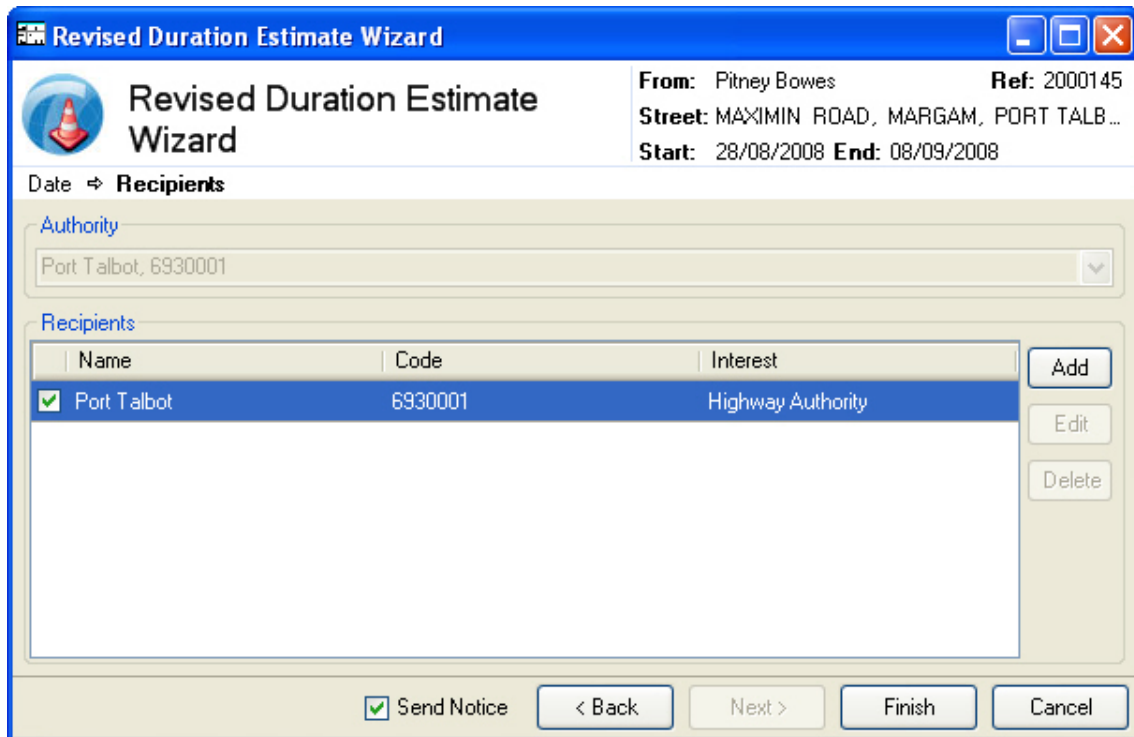 Revised Duration Estimate Wizard
Revised Duration Estimate
Wizard
From: Pitney Bowes Ref: 2000145
Street: MAXIMIN ROAD, MARGAM, PORT TALB...
Start: 28/08/2008 End: 08/09/2008
Date ⇨ Recipients
Authority
Port Talbot, 6930001
Recipients
Name Code Interest
Port Talbot 6930001 Highway Authority
Add
Edit
Delete
Send Notice < Back Next > Finish Cancel